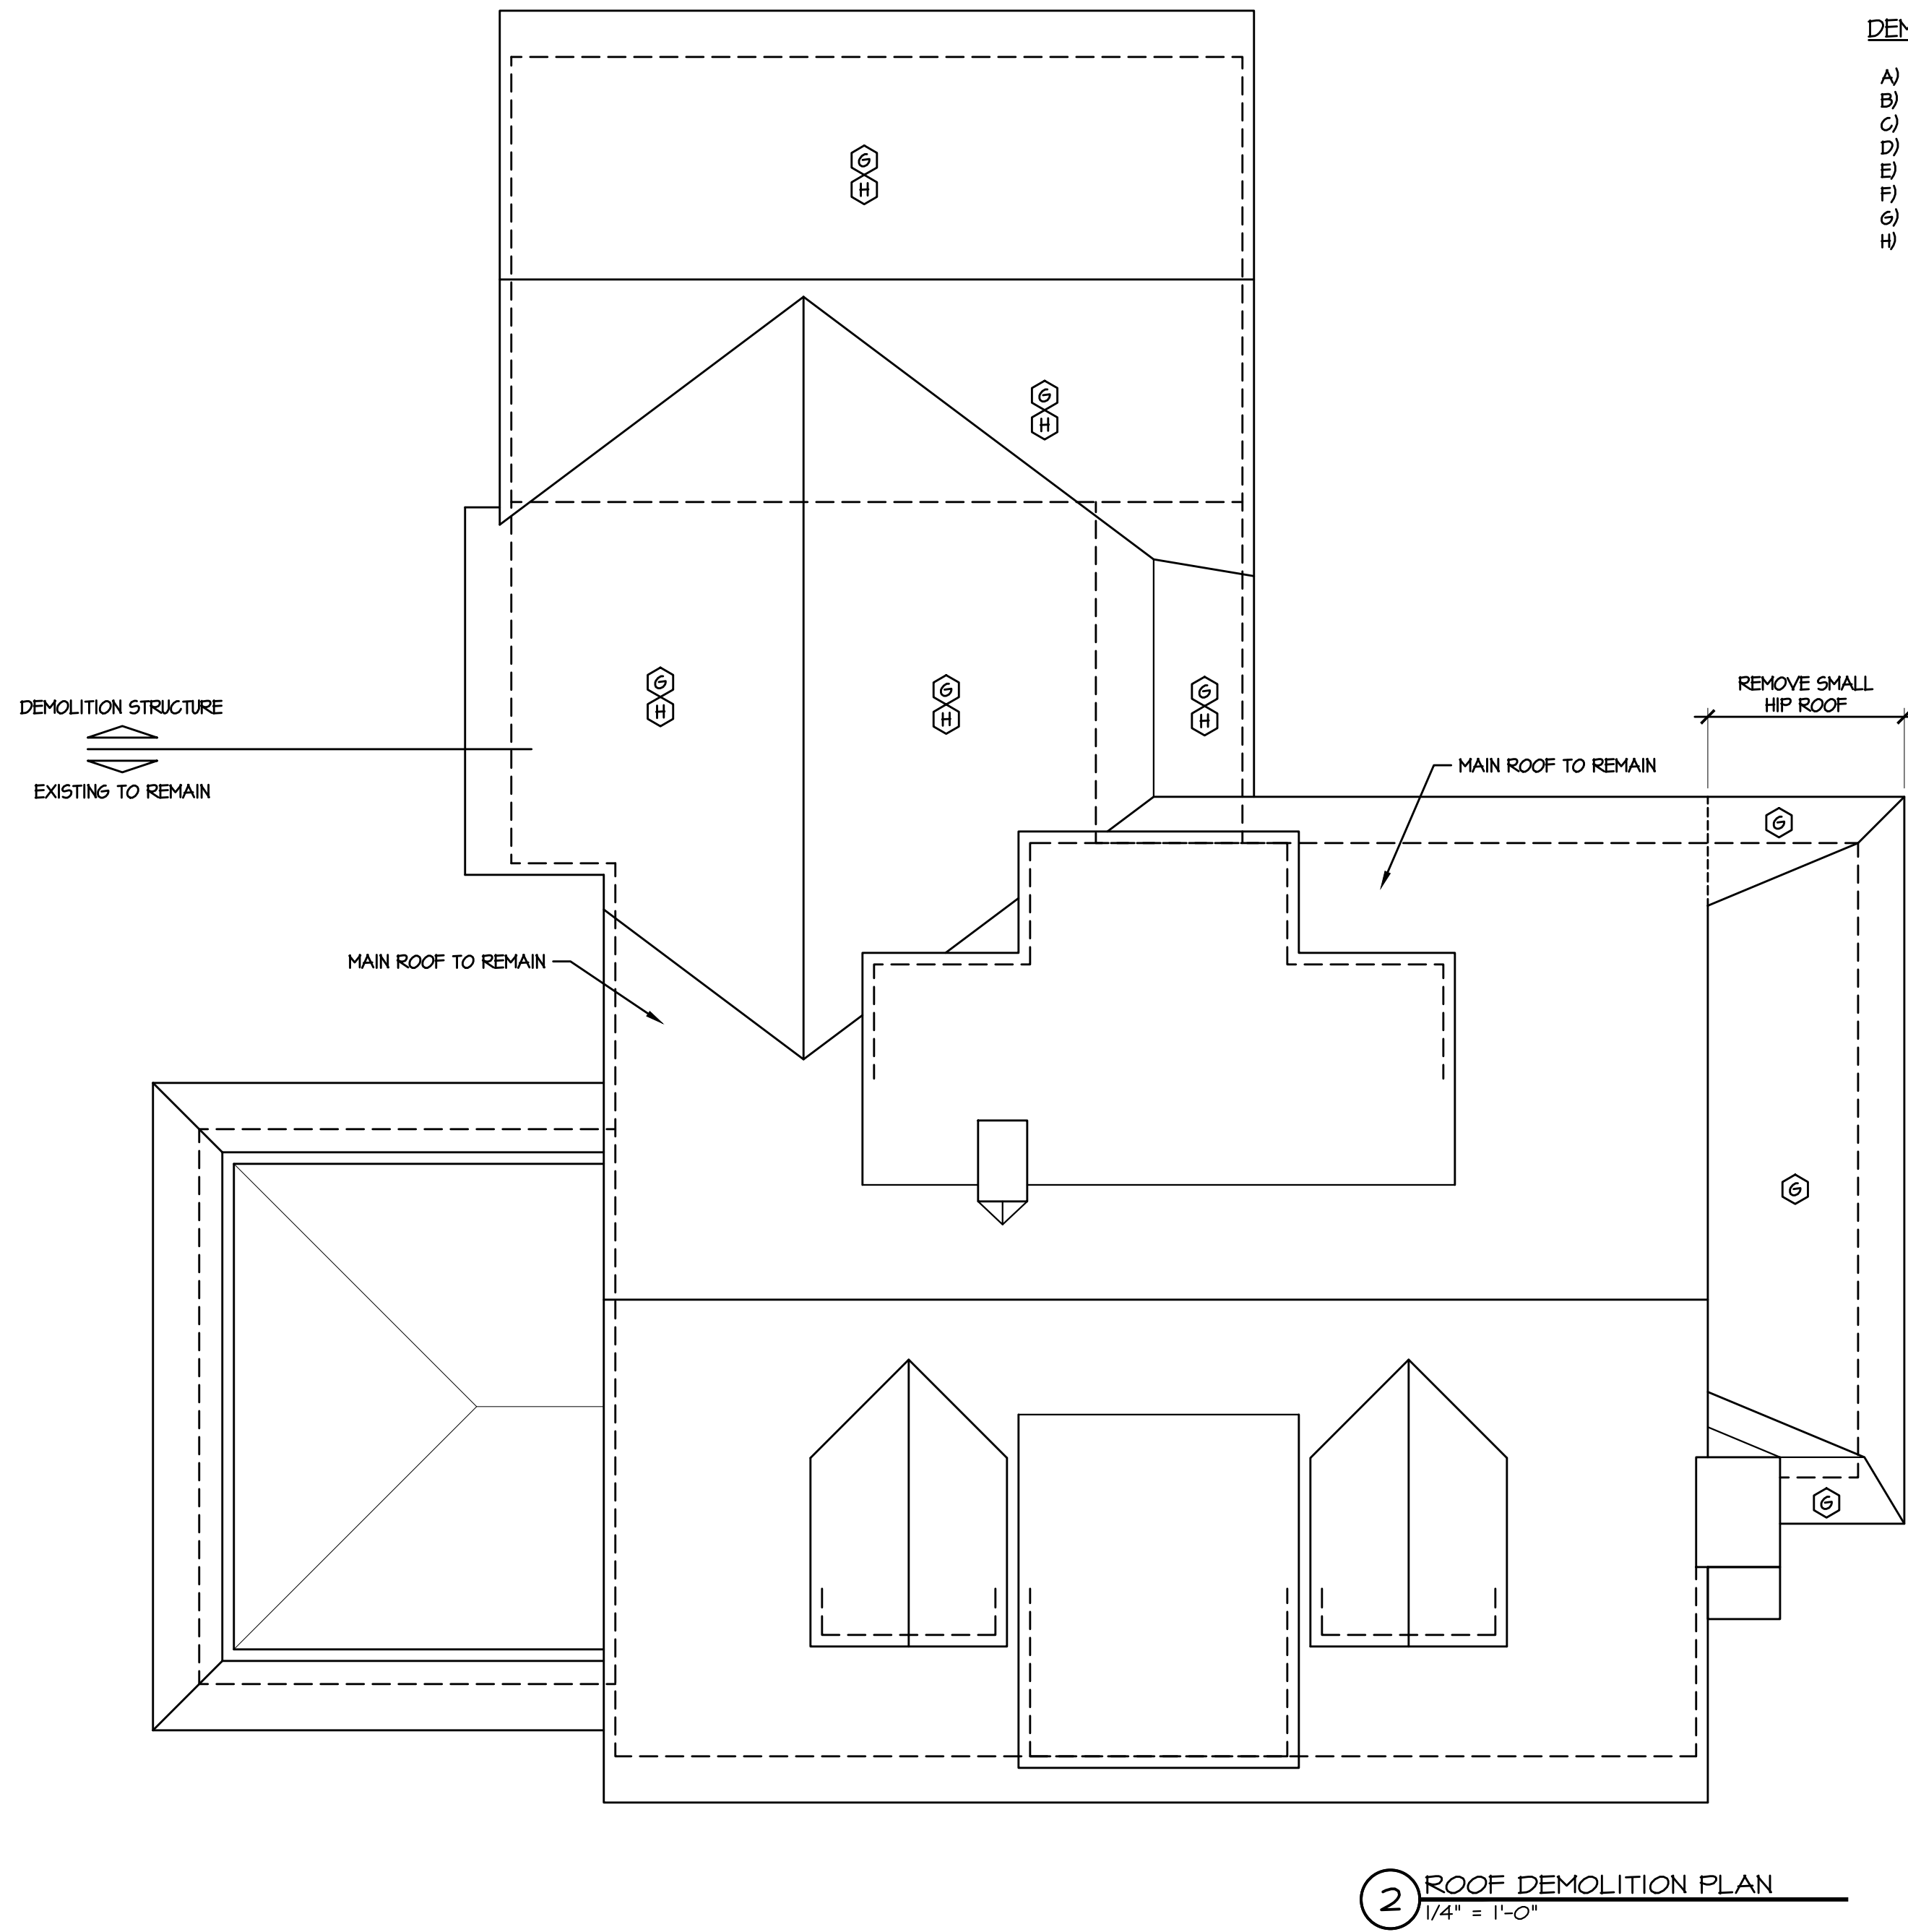 DEM
A)
B)
C)
D)
E)
F)
G)
H)
G
H
G
H
G
H
G
H
G
H
DEMOLITION STRUCTURE
EXISTING TO REMAIN
REMOVE SMALL
HIP ROOF
MAIN ROOF TO REMAIN
G
MAIN ROOF TO REMAIN
G
G
2 ROOF DEMOLITION PLAN
1/4" = 1'-0"